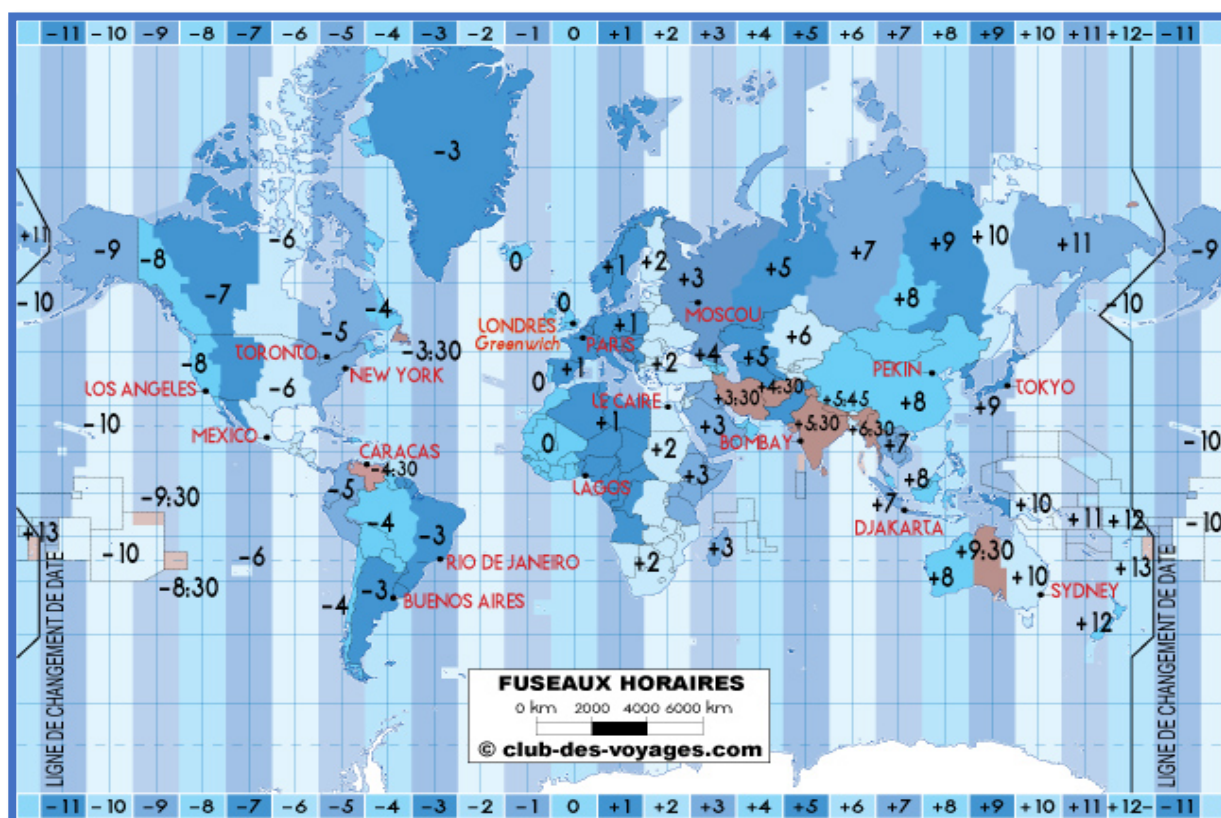 -11 -10 -9 -8 -7 -6 -5 -4 -3 -2 -1 0 +1 +2 +3 +4 +5 +6 +7 +8 +9 +10 +11 +12 -11
-3
+11 -9 -8 -6 0 +1 +2 +3 +5 +7 +9 +10 +11 -9
-10 -7 -4 0 +8 -10
MOSCOU
LONDRES
Greenwich
PARIS
+1
-5 -3:30 +2 +4 +5 +6
TORONTO
-8
NEW YORK
LOS ANGELES
-6 0 +1
PEKIN
TOKYO
+3:30 +4:30 +5:45 +8 +9
LE CAIRE
-10 +1 +3 +5:30 +6:30 -10
MEXICO
BOMBAY
0 +2 +7
CARACAS
-4:30
-5 +3 +8
LAGOS
-9:30 +7 +10
DJAKARTA
+13 -4 -3 +11 +12 -10
-10 -6 +2 +3 +9:30 +13
RIO DE JANEIRO
-8:30 -3 +8 +10
BUENOS AIRES
SYDNEY
-4 +12
LIGNE DE CHANGEMENT DE DATE
LIGNE DE CHANGEMENT DE DATE
FUSEAUX HORAIRES
0 km 2000 4000 6000 km
© club-des-voyages.com
-11 -10 -9 -8 -7 -6 -5 -4 -3 -2 -1 0 +1 +2 +3 +4 +5 +6 +7 +8 +9 +10 +11 +12 -11